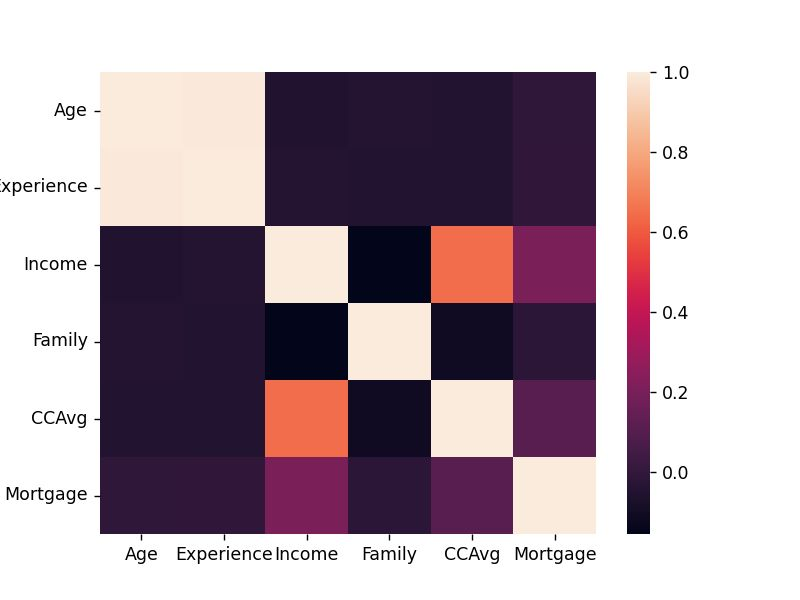 1.0
Age
0.8
Experience
0.6
Income
0.4
Family
0.2
CCAvg
0.0
Mortgage
Age Experience Income Family CCAvg Mortgage